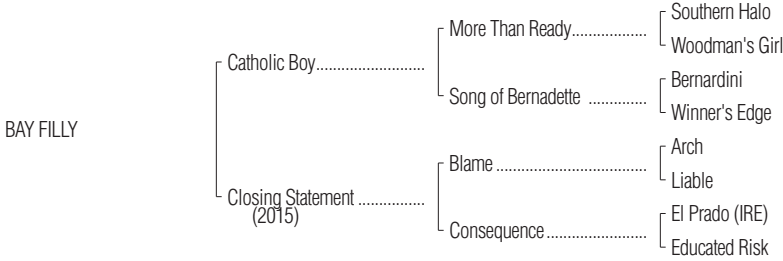 Southern Halo
More Than Ready..................
Woodman's Girl
Catholic Boy..........................
Bernardini
Song of Bernadette ..............
Winner's Edge
BAY FILLY
Arch
Blame ....................................
Liable
Closing Statement ................
(2015)
El Prado (IRE)
Consequence........................
Educated Risk